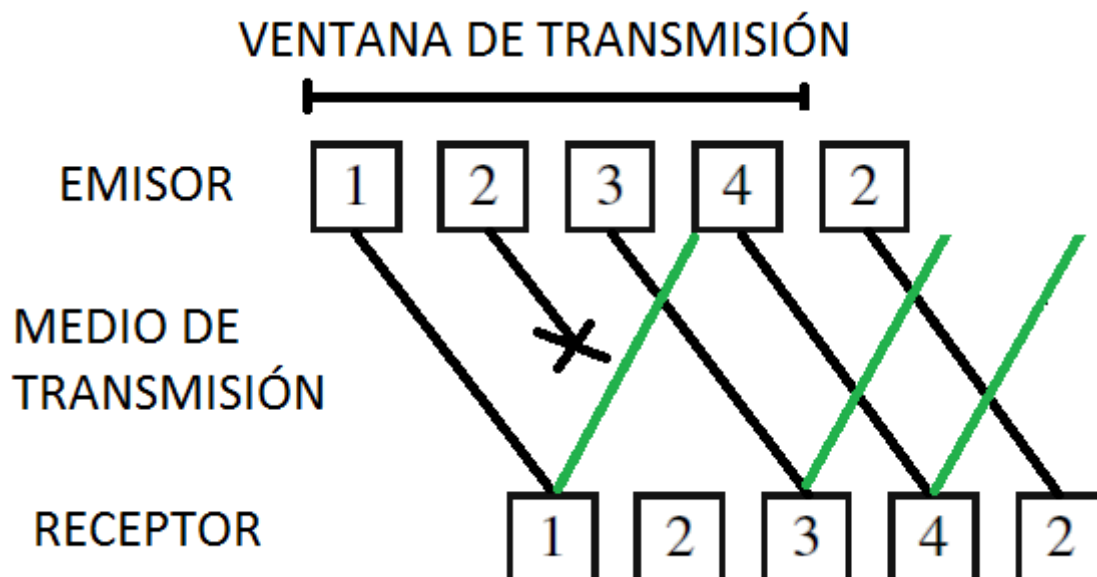 VENTANA DE TRANSMISIÓN
EMISOR
1 2 3 4 2
MEDIO DE
TRANSMISIÓN
RECEPTOR
1 2 3 4 2